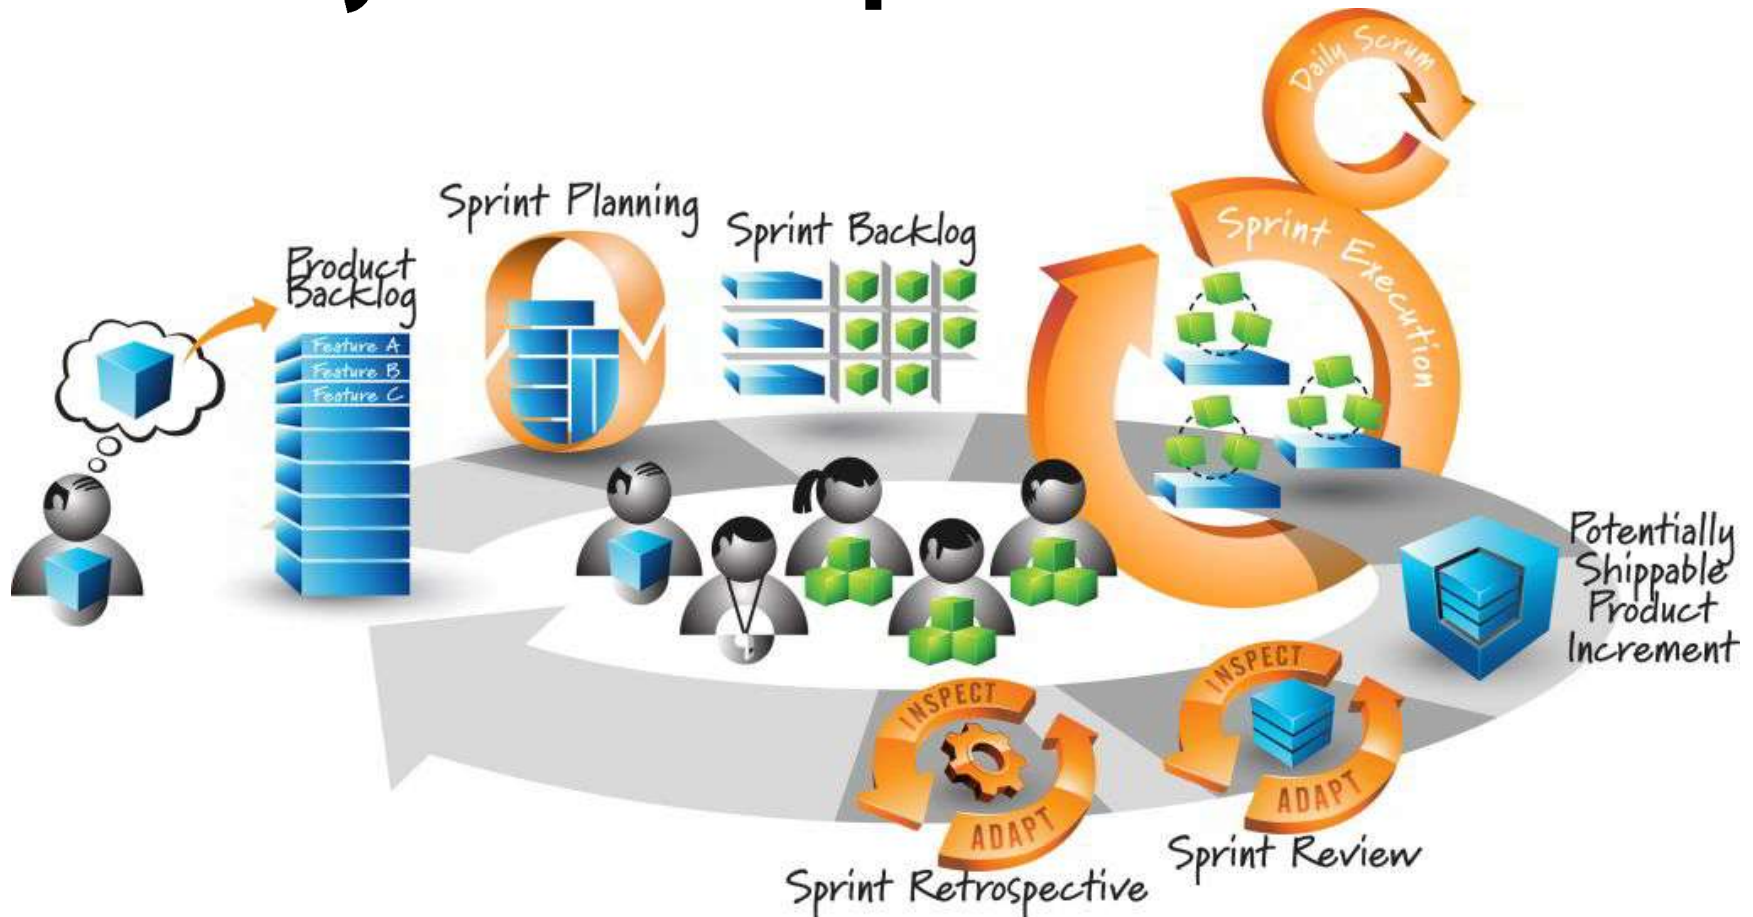 Daily Scrum
Sprint Planning
Sprint Backlog
Sprint Execution
Product
Backlog
Feature A
Feature B
Feature C
Potentially
Shippable
Product
Increment
INSPECT
ADAPT
Sprint Retrospective
INSPECT
ADAPT
Sprint Review